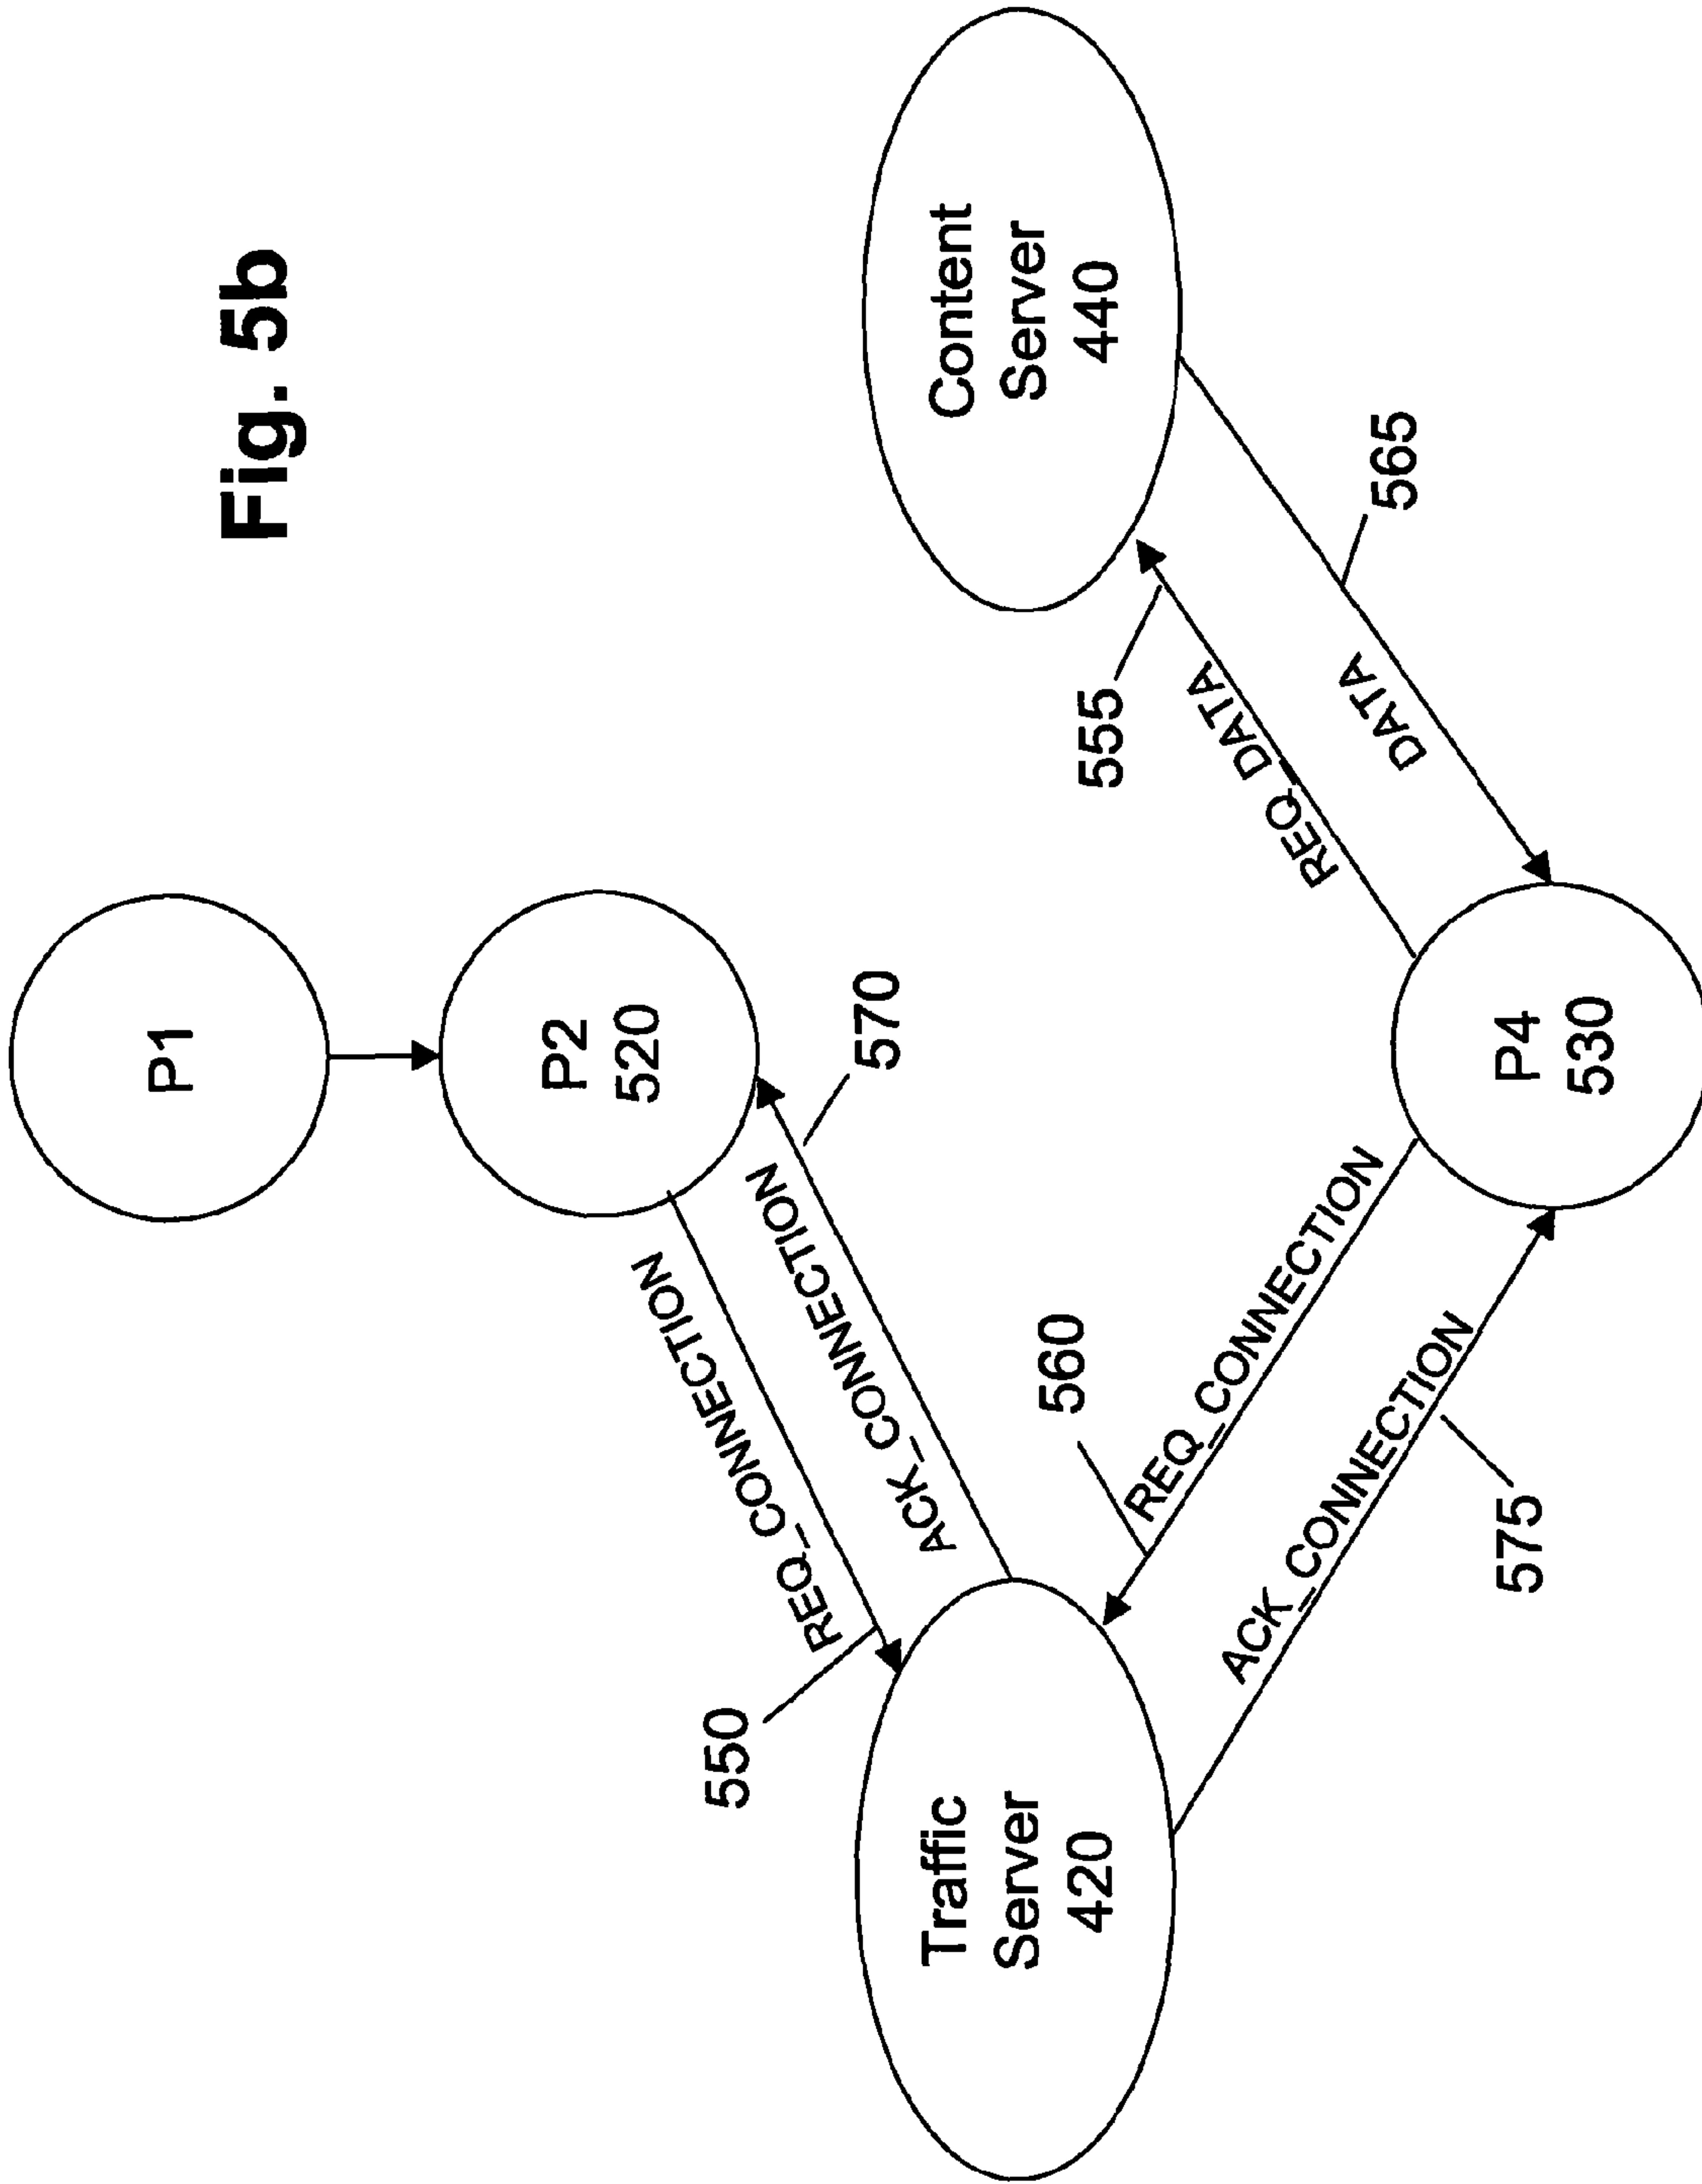 Fig. 5b
P1
P2
520
P4
530
Traffic
Server
420
Content
Server
440
REQ_CONNECTION
550
ACK_CONNECTION
570
REQ_CONNECTION
560
ACK_CONNECTION
575
REQ_DATA
555
DATA
565